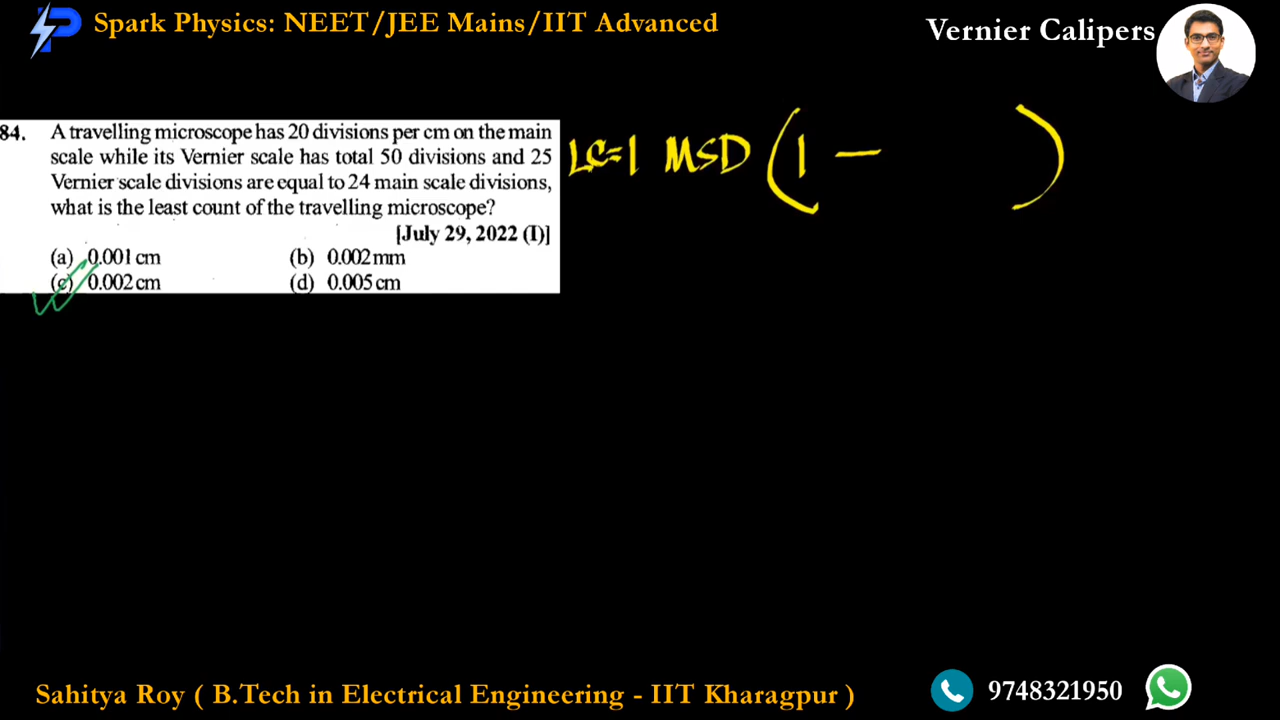 Spark Physics: NEET/JEE Mains/IIT Advanced
Vernier Calipers
84. A travelling microscope has 20 divisions per cm on the main
scale while its Vernier scale has total 50 divisions and 25
Vernier scale divisions are equal to 24 main scale divisions,
what is the least count of the travelling microscope?
[July 29, 2022 (I)]
(a) 0.001 cm (b) 0.002 mm
(c) 0.002 cm (d) 0.005 cm
LC=1 MSD (1 — )
Sahitya Roy ( B.Tech in Electrical Engineering - IIT Kharagpur )
9748321950